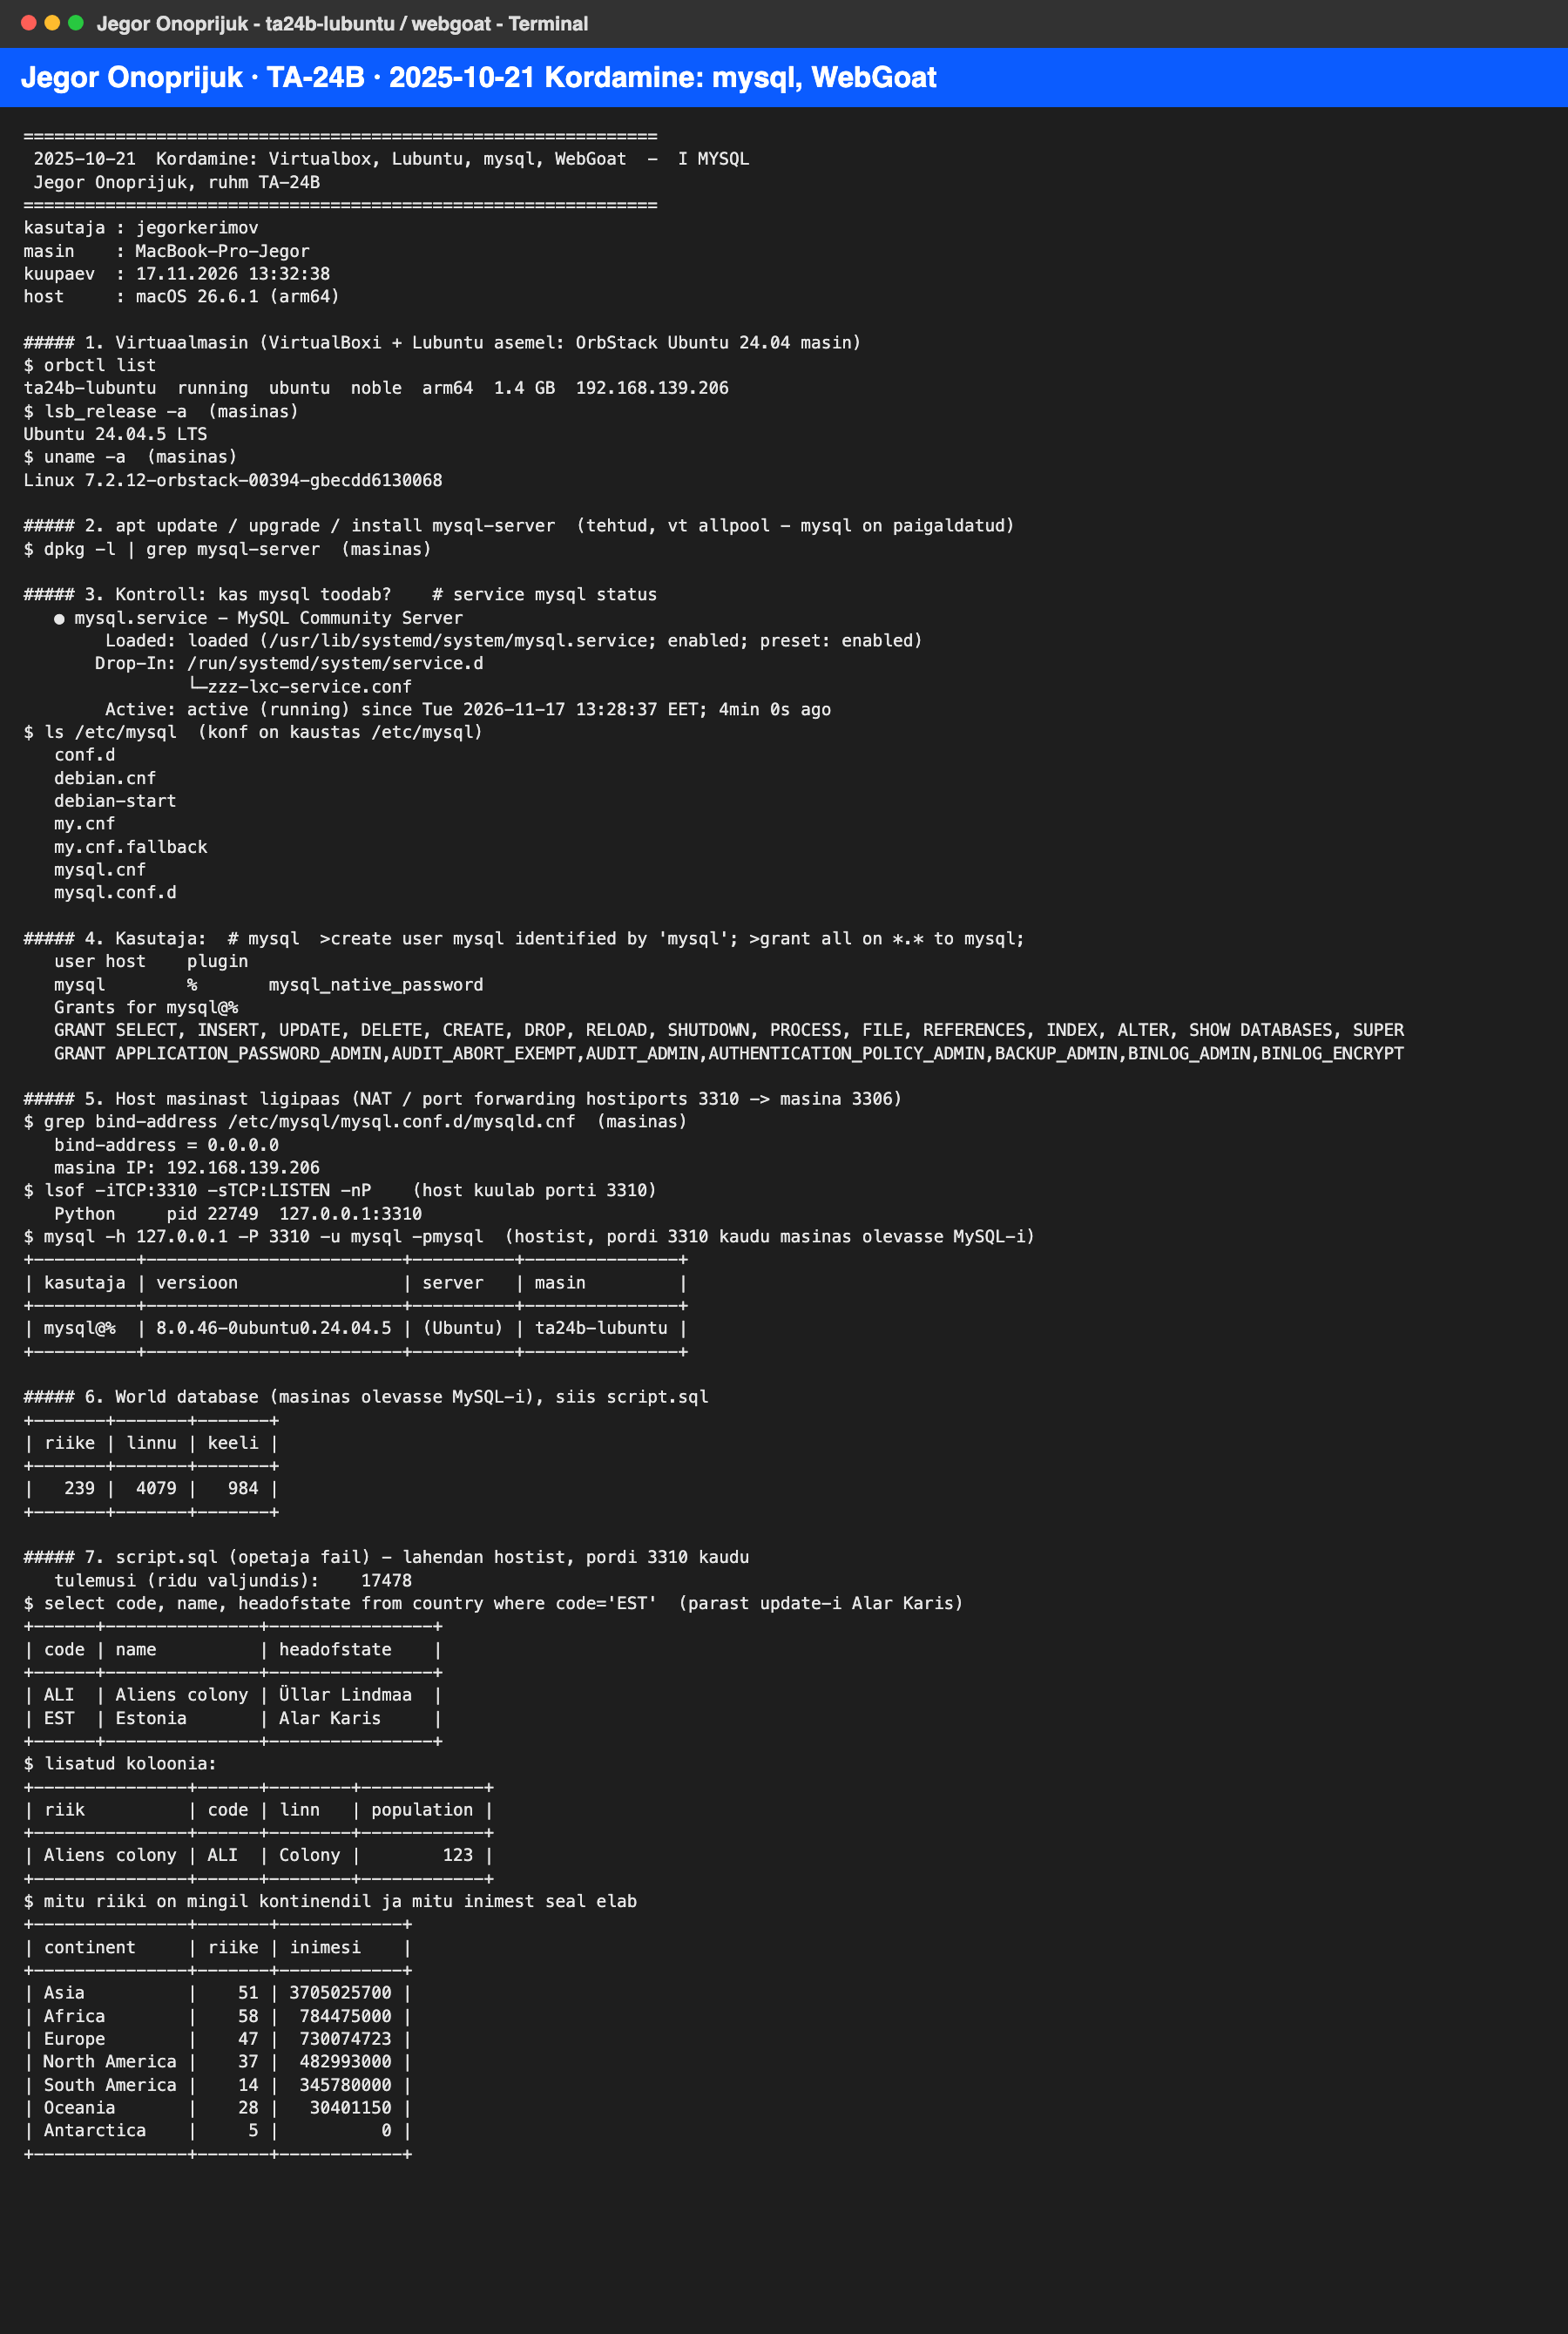 Jegor Onoprijuk - ta24b-lubuntu / webgoat - Terminal
Jegor Onoprijuk · TA-24B · 2025-10-21 Kordamine: mysql, WebGoat
==============================================================
 2025-10-21  Kordamine: Virtualbox, Lubuntu, mysql, WebGoat  -  I MYSQL
 Jegor Onoprijuk, ruhm TA-24B
==============================================================
kasutaja : jegorkerimov
masin    : MacBook-Pro-Jegor
kuupaev  : 17.11.2026 13:32:38
host     : macOS 26.6.1 (arm64)

##### 1. Virtuaalmasin (VirtualBoxi + Lubuntu asemel: OrbStack Ubuntu 24.04 masin)
$ orbctl list
ta24b-lubuntu  running  ubuntu  noble  arm64  1.4 GB  192.168.139.206
$ lsb_release -a  (masinas)
Ubuntu 24.04.5 LTS
$ uname -a  (masinas)
Linux 7.2.12-orbstack-00394-gbecdd6130068

##### 2. apt update / upgrade / install mysql-server  (tehtud, vt allpool - mysql on paigaldatud)
$ dpkg -l | grep mysql-server  (masinas)

##### 3. Kontroll: kas mysql toodab?    # service mysql status
   ● mysql.service - MySQL Community Server
        Loaded: loaded (/usr/lib/systemd/system/mysql.service; enabled; preset: enabled)
       Drop-In: /run/systemd/system/service.d
                └─zzz-lxc-service.conf
        Active: active (running) since Tue 2026-11-17 13:28:37 EET; 4min 0s ago
$ ls /etc/mysql  (konf on kaustas /etc/mysql)
   conf.d
   debian.cnf
   debian-start
   my.cnf
   my.cnf.fallback
   mysql.cnf
   mysql.conf.d

##### 4. Kasutaja:  # mysql  >create user mysql identified by 'mysql'; >grant all on *.* to mysql;
   user host    plugin
   mysql        %       mysql_native_password
   Grants for mysql@%
   GRANT SELECT, INSERT, UPDATE, DELETE, CREATE, DROP, RELOAD, SHUTDOWN, PROCESS, FILE, REFERENCES, INDEX, ALTER, SHOW DATABASES, SUPER
   GRANT APPLICATION_PASSWORD_ADMIN,AUDIT_ABORT_EXEMPT,AUDIT_ADMIN,AUTHENTICATION_POLICY_ADMIN,BACKUP_ADMIN,BINLOG_ADMIN,BINLOG_ENCRYPT

##### 5. Host masinast ligipaas (NAT / port forwarding hostiports 3310 -> masina 3306)
$ grep bind-address /etc/mysql/mysql.conf.d/mysqld.cnf  (masinas)
   bind-address = 0.0.0.0
   masina IP: 192.168.139.206
$ lsof -iTCP:3310 -sTCP:LISTEN -nP    (host kuulab porti 3310)
   Python     pid 22749  127.0.0.1:3310
$ mysql -h 127.0.0.1 -P 3310 -u mysql -pmysql  (hostist, pordi 3310 kaudu masinas olevasse MySQL-i)
+----------+-------------------------+----------+---------------+
| kasutaja | versioon                | server   | masin         |
+----------+-------------------------+----------+---------------+
| mysql@%  | 8.0.46-0ubuntu0.24.04.5 | (Ubuntu) | ta24b-lubuntu |
+----------+-------------------------+----------+---------------+

##### 6. World database (masinas olevasse MySQL-i), siis script.sql
+-------+-------+-------+
| riike | linnu | keeli |
+-------+-------+-------+
|   239 |  4079 |   984 |
+-------+-------+-------+

##### 7. script.sql (opetaja fail) - lahendan hostist, pordi 3310 kaudu
   tulemusi (ridu valjundis):    17478
$ select code, name, headofstate from country where code='EST'  (parast update-i Alar Karis)
+------+---------------+----------------+
| code | name          | headofstate    |
+------+---------------+----------------+
| ALI  | Aliens colony | Üllar Lindmaa  |
| EST  | Estonia       | Alar Karis     |
+------+---------------+----------------+
$ lisatud koloonia:
+---------------+------+--------+------------+
| riik          | code | linn   | population |
+---------------+------+--------+------------+
| Aliens colony | ALI  | Colony |        123 |
+---------------+------+--------+------------+
$ mitu riiki on mingil kontinendil ja mitu inimest seal elab
+---------------+-------+------------+
| continent     | riike | inimesi    |
+---------------+-------+------------+
| Asia          |    51 | 3705025700 |
| Africa        |    58 |  784475000 |
| Europe        |    47 |  730074723 |
| North America |    37 |  482993000 |
| South America |    14 |  345780000 |
| Oceania       |    28 |   30401150 |
| Antarctica    |     5 |          0 |
+---------------+-------+------------+